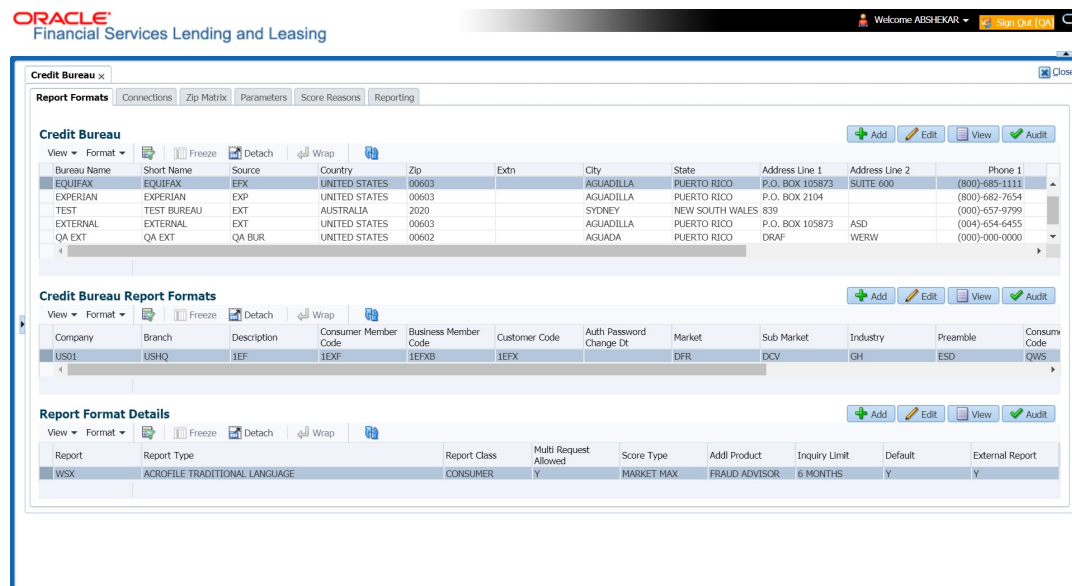 ORACLE
Financial Services Lending and Leasing
Welcome ABSHEKAR
Sign Out [QA]
Credit Bureau ×
Close
Report Formats Connections Zip Matrix Parameters Score Reasons Reporting
Credit Bureau
Add Edit View Audit
View Format Freeze Detach Wrap
Bureau Name Short Name Source Country Zip Extn City State Address Line 1 Address Line 2 Phone 1
EQUIFAX EQUIFAX EFX UNITED STATES 00603 AGUADILLA PUERTO RICO P.O. BOX 105873 SUITE 600 (800)-685-1111
EXPERIAN EXPERIAN EXP UNITED STATES 00603 AGUADILLA PUERTO RICO P.O. BOX 2104 (800)-682-7654
TEST TEST BUREAU EXT AUSTRALIA 2020 SYDNEY NEW SOUTH WALES 839 (000)-657-9799
EXTERNAL EXTERNAL EXT UNITED STATES 00603 AGUADILLA PUERTO RICO P.O. BOX 105873 ASD (004)-654-6455
QA EXT QA EXT QA BUR UNITED STATES 00602 AGUADA PUERTO RICO DRAF WERW (000)-000-0000
Credit Bureau Report Formats
Add Edit View Audit
View Format Freeze Detach Wrap
Company Branch Description Consumer Member Code Business Member Code Customer Code Auth Password Change Dt Market Sub Market Industry Preamble Consum Code
US01 USHQ 1EF 1EXF 1EFXB 1EFX DFR DCV GH ESD QWS
Report Format Details
Add Edit View Audit
View Format Freeze Detach Wrap
Report Report Type Report Class Multi Request Allowed Score Type Addl Product Inquiry Limit Default External Report
WSX ACROFILE TRADITIONAL LANGUAGE CONSUMER Y MARKET MAX FRAUD ADVISOR 6 MONTHS Y Y